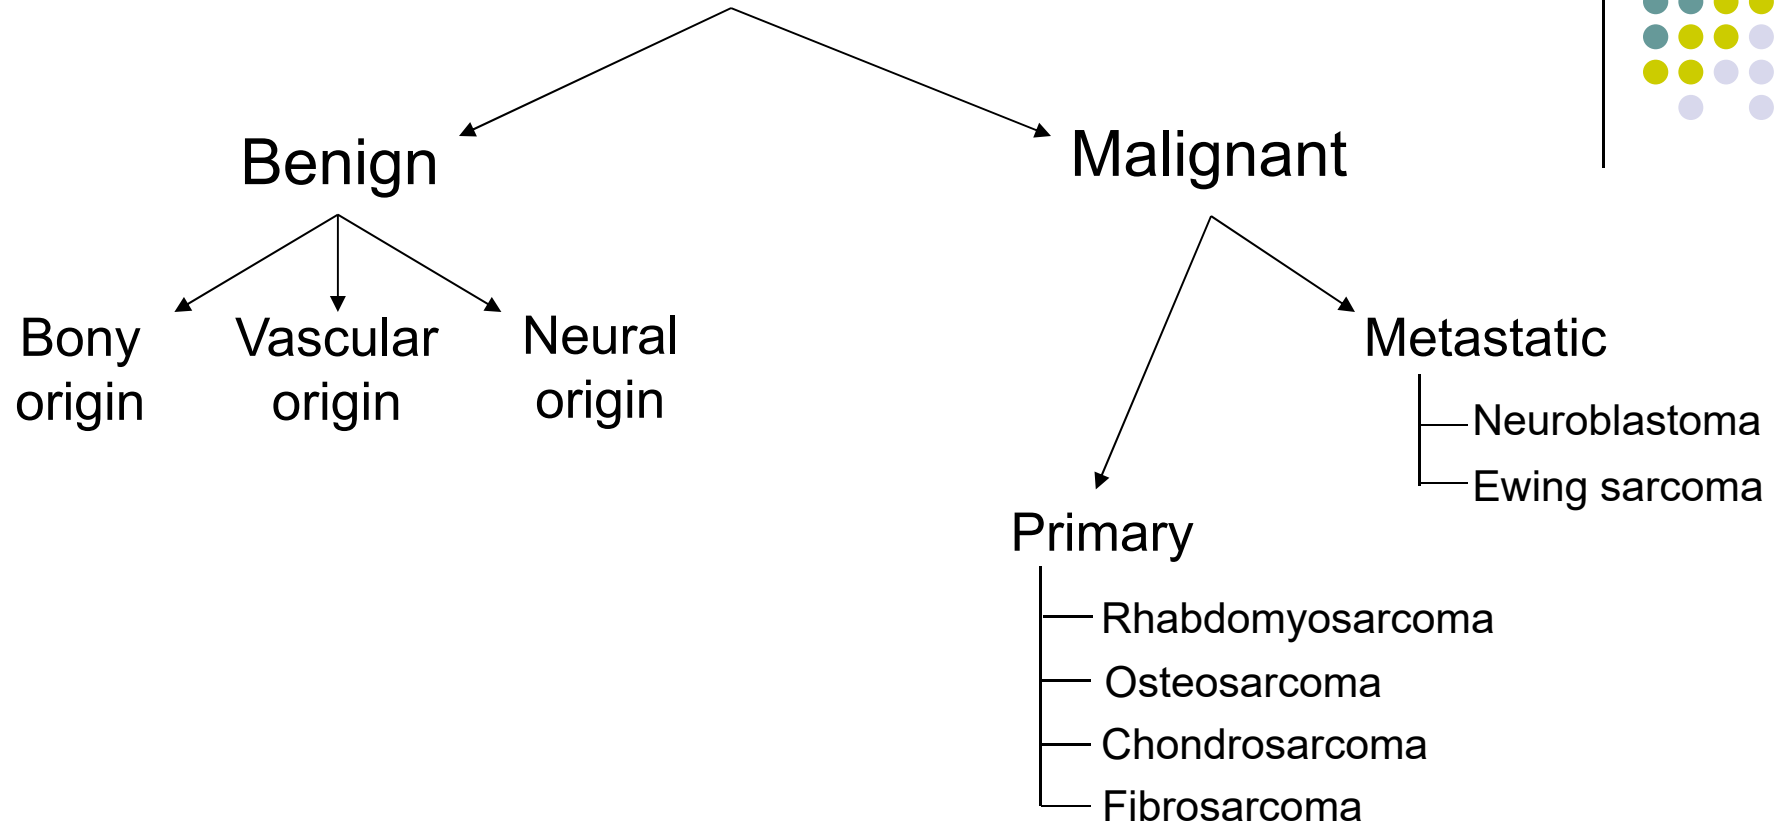 Benign
Malignant
Bony
origin
Vascular
origin
Neural
origin
Metastatic
Neuroblastoma
Ewing sarcoma
Primary
Rhabdomyosarcoma
Osteosarcoma
Chondrosarcoma
Fibrosarcoma